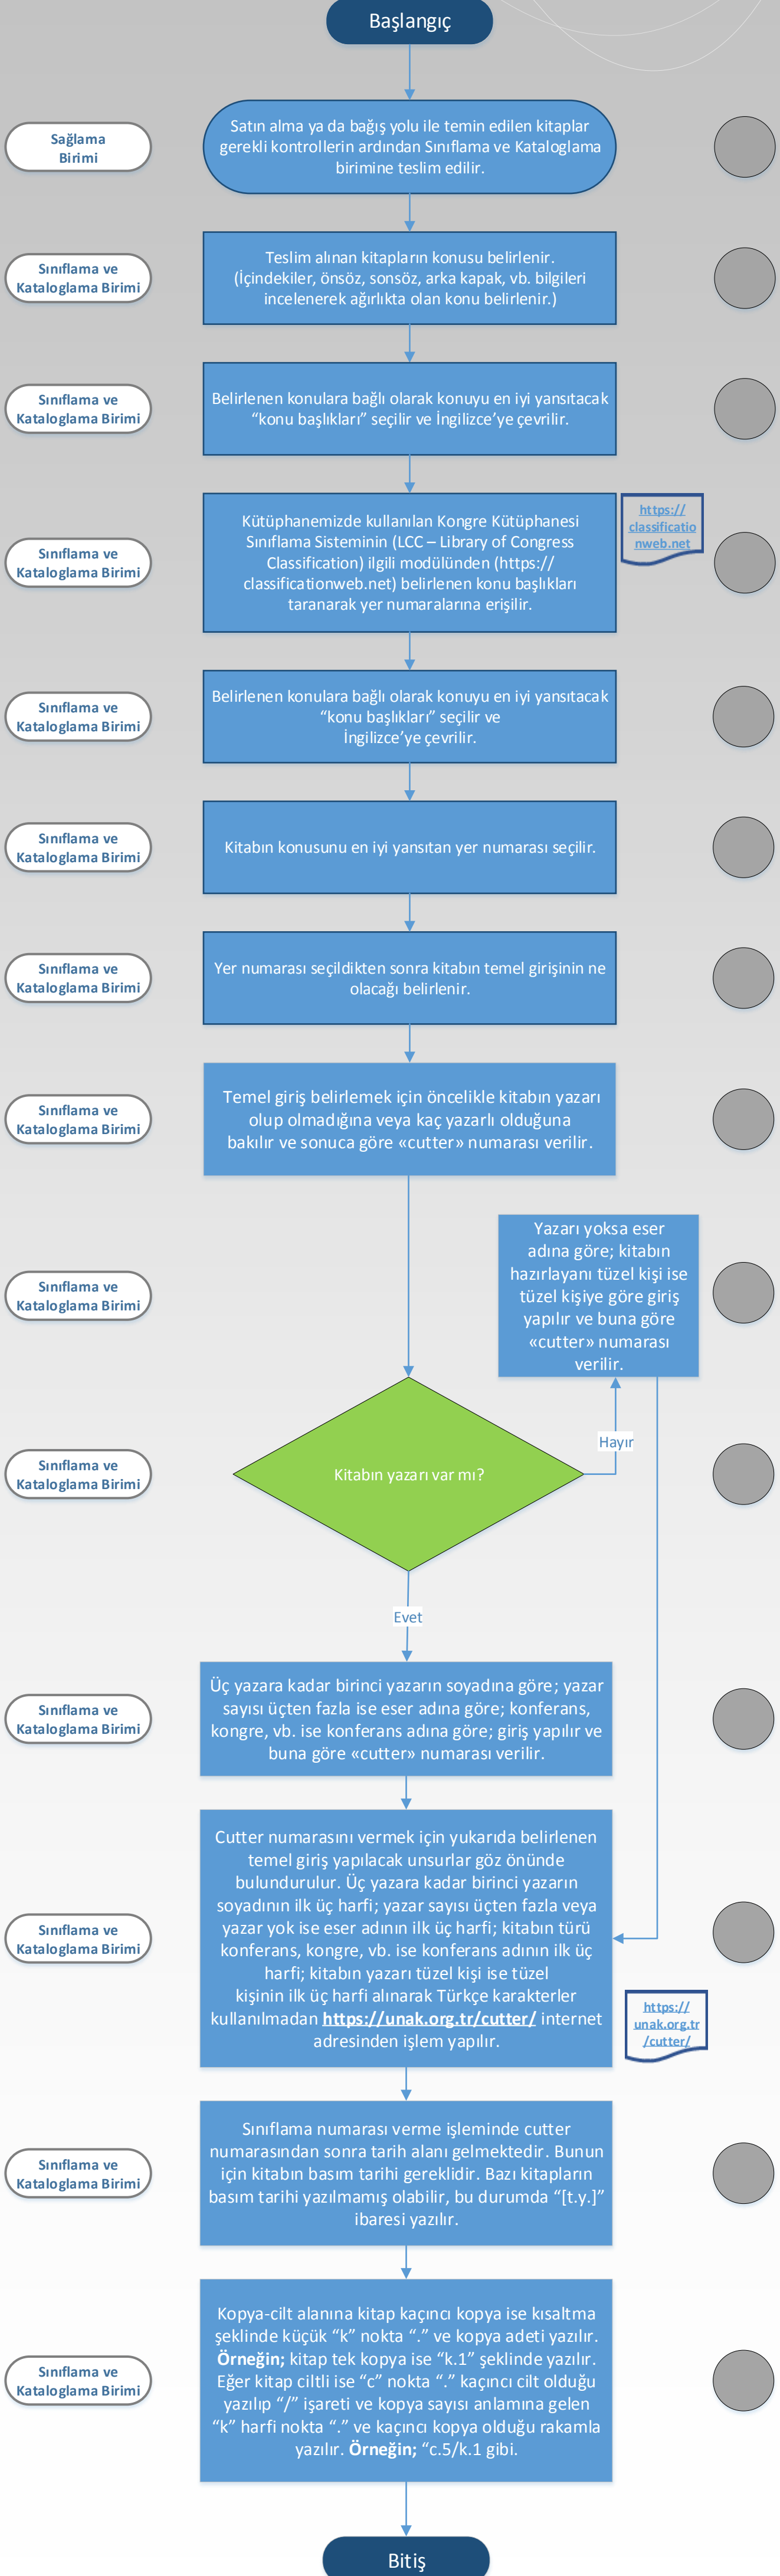 Başlangıç
Sağlama
Birimi
Satın alma ya da bağış yolu ile temin edilen kitaplar
gerekli kontrollerin ardından Sınıflama ve Kataloglama
birimine teslim edilir.
Sınıflama ve
Kataloglama Birimi
Teslim alınan kitapların konusu belirlenir.
(İçindekiler, önsöz, sonsöz, arka kapak, vb. bilgileri
incelenerek ağırlıkta olan konu belirlenir.)
Sınıflama ve
Kataloglama Birimi
Belirlenen konulara bağlı olarak konuyu en iyi yansıtacak
“konu başlıkları” seçilir ve İngilizce’ye çevrilir.
Sınıflama ve
Kataloglama Birimi
Kütüphanemizde kullanılan Kongre Kütüphanesi
Sınıflama Sisteminin (LCC – Library of Congress
Classification) ilgili modülünden (https://
classificationweb.net) belirlenen konu başlıkları
taranarak yer numaralarına erişilir.
https://
classificatio
nweb.net
Sınıflama ve
Kataloglama Birimi
Belirlenen konulara bağlı olarak konuyu en iyi yansıtacak
“konu başlıkları” seçilir ve
İngilizce’ye çevrilir.
Sınıflama ve
Kataloglama Birimi
Kitabın konusunu en iyi yansıtan yer numarası seçilir.
Sınıflama ve
Kataloglama Birimi
Yer numarası seçildikten sonra kitabın temel girişinin ne
olacağı belirlenir.
Sınıflama ve
Kataloglama Birimi
Temel giriş belirlemek için öncelikle kitabın yazarı
olup olmadığına veya kaç yazarlı olduğuna
bakılır ve sonuca göre «cutter» numarası verilir.
Sınıflama ve
Kataloglama Birimi
Yazarı yoksa eser
adına göre; kitabın
hazırlayanı tüzel kişi ise
tüzel kişiye göre giriş
yapılır ve buna göre
«cutter» numarası
verilir.
Sınıflama ve
Kataloglama Birimi
Kitabın yazarı var mı?
Hayır
Evet
Sınıflama ve
Kataloglama Birimi
Üç yazara kadar birinci yazarın soyadına göre; yazar
sayısı üçten fazla ise eser adına göre; konferans,
kongre, vb. ise konferans adına göre; giriş yapılır ve
buna göre «cutter» numarası verilir.
Sınıflama ve
Kataloglama Birimi
Cutter numarasını vermek için yukarıda belirlenen
temel giriş yapılacak unsurlar göz önünde
bulundurulur. Üç yazara kadar birinci yazarın
soyadının ilk üç harfi; yazar sayısı üçten fazla veya
yazar yok ise eser adının ilk üç harfi; kitabın türü
konferans, kongre, vb. ise konferans adının ilk üç
harfi; kitabın yazarı tüzel kişi ise tüzel
kişinin ilk üç harfi alınarak Türkçe karakterler
kullanılmadan https://unak.org.tr/cutter/ internet
adresinden işlem yapılır.
https://
unak.org.tr
/cutter/
Sınıflama ve
Kataloglama Birimi
Sınıflama numarası verme işleminde cutter
numarasından sonra tarih alanı gelmektedir. Bunun
için kitabın basım tarihi gereklidir. Bazı kitapların
basım tarihi yazılmamış olabilir, bu durumda “[t.y.]”
ibaresi yazılır.
Sınıflama ve
Kataloglama Birimi
Kopya-cilt alanına kitap kaçıncı kopya ise kısaltma
şeklinde küçük “k” nokta “.” ve kopya adeti yazılır.
Örneğin; kitap tek kopya ise “k.1” şeklinde yazılır.
Eğer kitap ciltli ise “c” nokta “.” kaçıncı cilt olduğu
yazılıp “/” işareti ve kopya sayısı anlamına gelen
“k” harfi nokta “.” ve kaçıncı kopya olduğu rakamla
yazılır. Örneğin; “c.5/k.1 gibi.
Bitiş